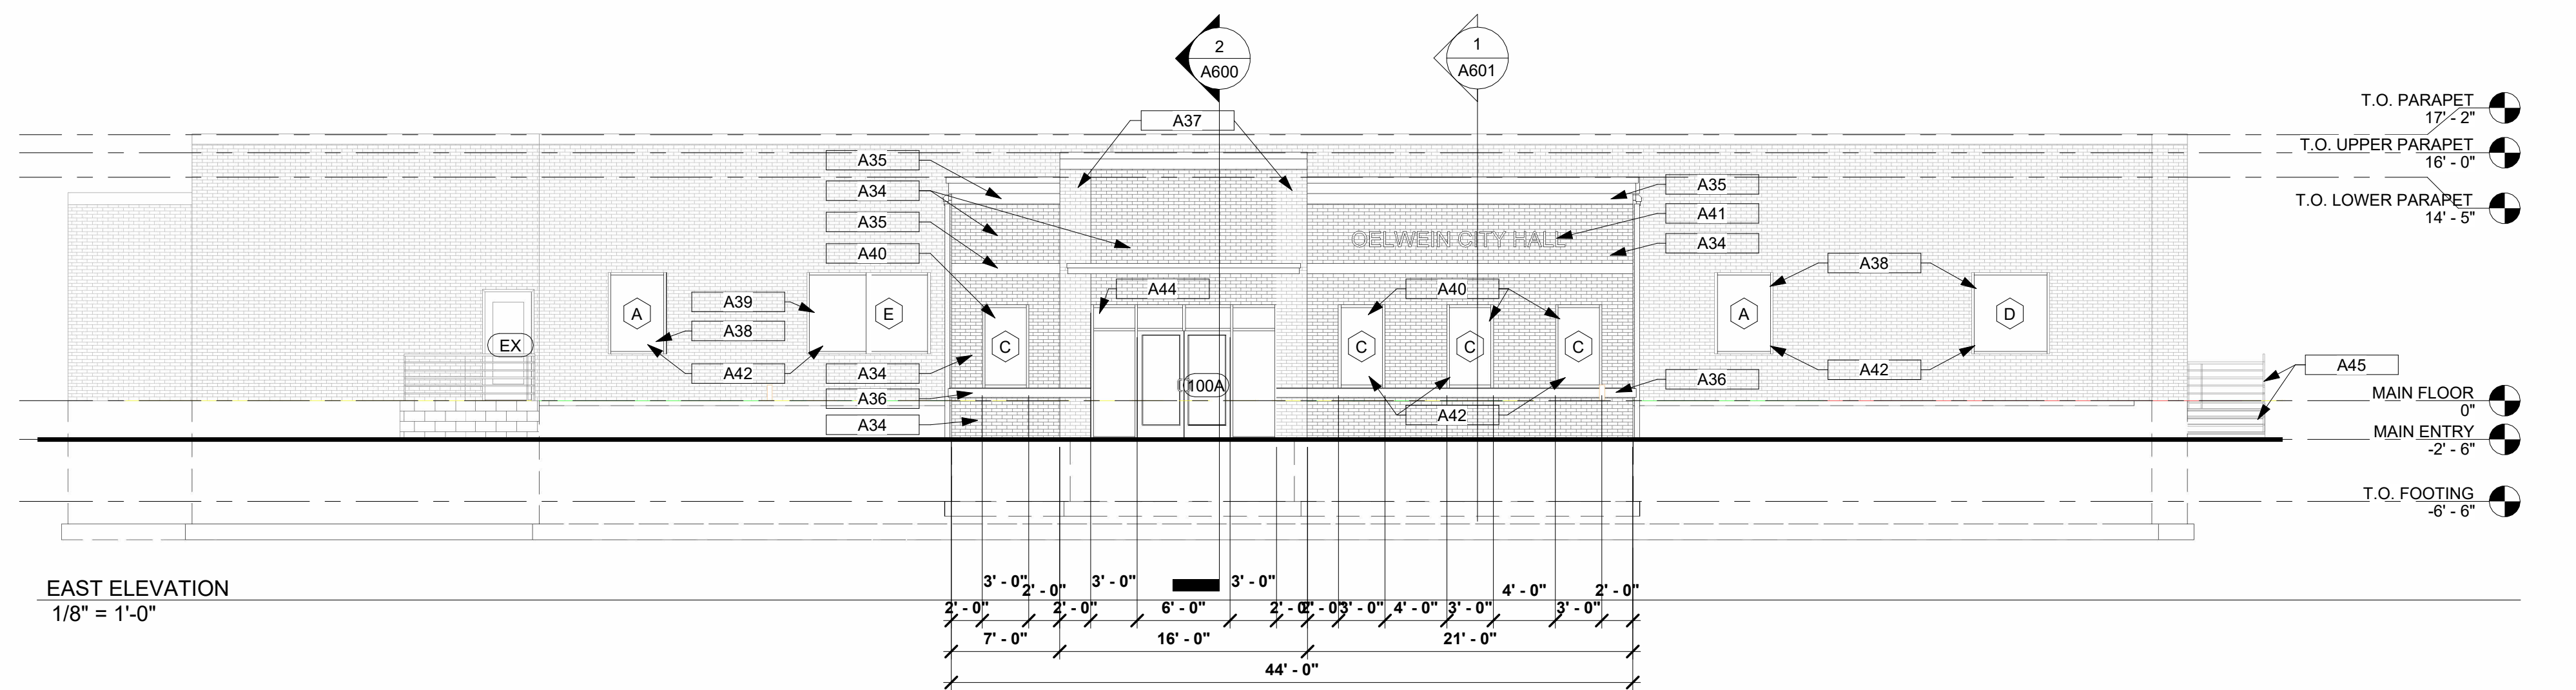 2
A600
1
A601
T.O. PARAPET
17' - 2"
T.O. UPPER PARAPET
16' - 0"
T.O. LOWER PARAPET
14' - 5"
A37
A35
A34
A35
A40
A35
A41
A34
OELWEIN CITY HALL
A38
A44
A40
A39
A38
A42
A
E
A
D
EX
C
C
C
C
100A
A34
A36
A34
A42
A36
A42
A45
MAIN FLOOR
0"
MAIN ENTRY
-2' - 6"
T.O. FOOTING
-6' - 6"
EAST ELEVATION
1/8" = 1'-0"
3' - 0"
2' - 0"
3' - 0"
3' - 0"
4' - 0"
2' - 0"
2' - 0"
2' - 0"
6' - 0"
2' - 0"
2' - 0"
3' - 0"
4' - 0"
3' - 0"
3' - 0"
7' - 0"
16' - 0"
21' - 0"
44' - 0"